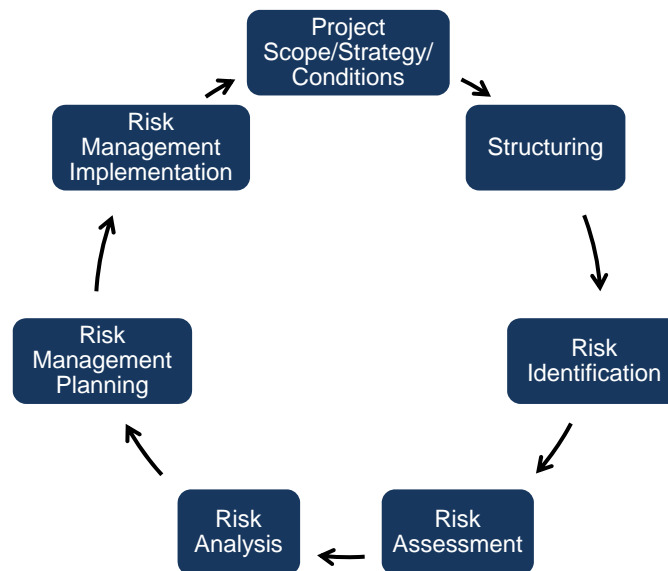 Project
Scope/Strategy/
Conditions
Structuring
Risk
Identification
Risk
Assessment
Risk
Analysis
Risk
Management
Planning
Risk
Management
Implementation